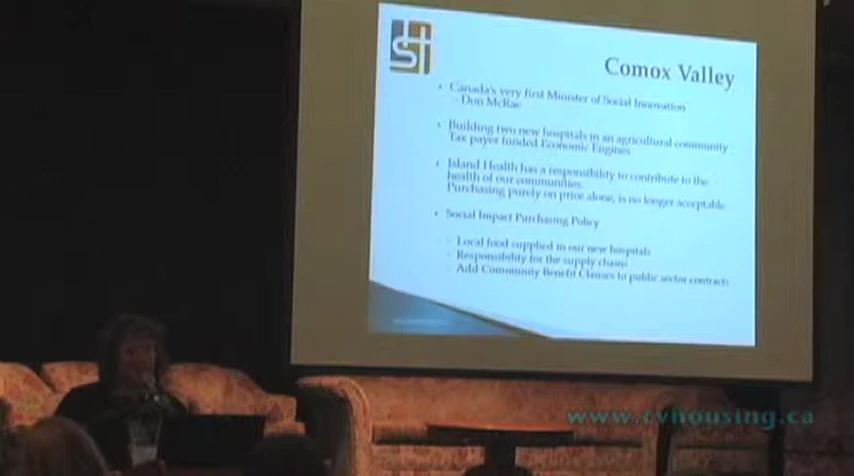 Comox Valley
• Canada's very first Minister of Social Innovation
- Don McRae
• Building two new hospitals in an agricultural community
Tax payer funded Economic Engines
• Island Health has a responsibility to contribute to the
health of our communities.
Purchasing purely on price alone, is no longer acceptable
• Social Impact Purchasing Policy
- Local food supplied in our new hospitals
- Responsibility for the supply chains
- Add Community Benefit Clauses to public sector contracts
www.cvhousing.ca